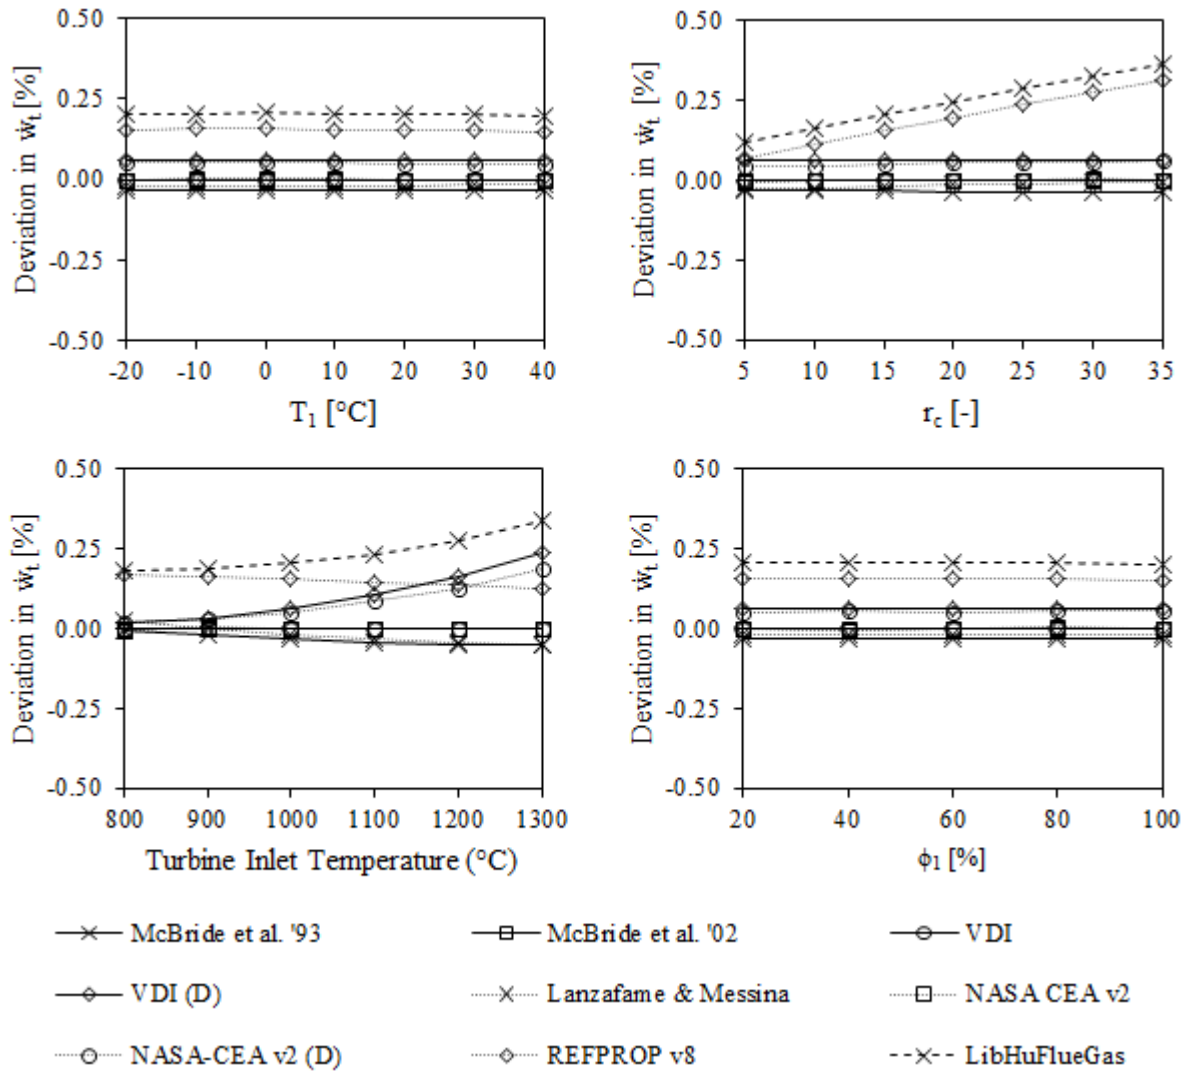 0.50
0.25
0.00
-0.25
-0.50
Deviation in ẇt [%]
-20 -10 0 10 20 30 40
T1 [°C]
0.50
0.25
0.00
-0.25
-0.50
Deviation in ẇt [%]
5 10 15 20 25 30 35
rc [-]
0.50
0.25
0.00
-0.25
-0.50
Deviation in ẇt [%]
800 900 1000 1100 1200 1300
Turbine Inlet Temperature (°C)
0.50
0.25
0.00
-0.25
-0.50
Deviation in ẇt [%]
20 40 60 80 100
ϕ1 [%]
McBride et al. '93 McBride et al. '02 VDI
VDI (D) Lanzafame & Messina NASA CEA v2
NASA-CEA v2 (D) REFPROP v8 LibHuFlueGas